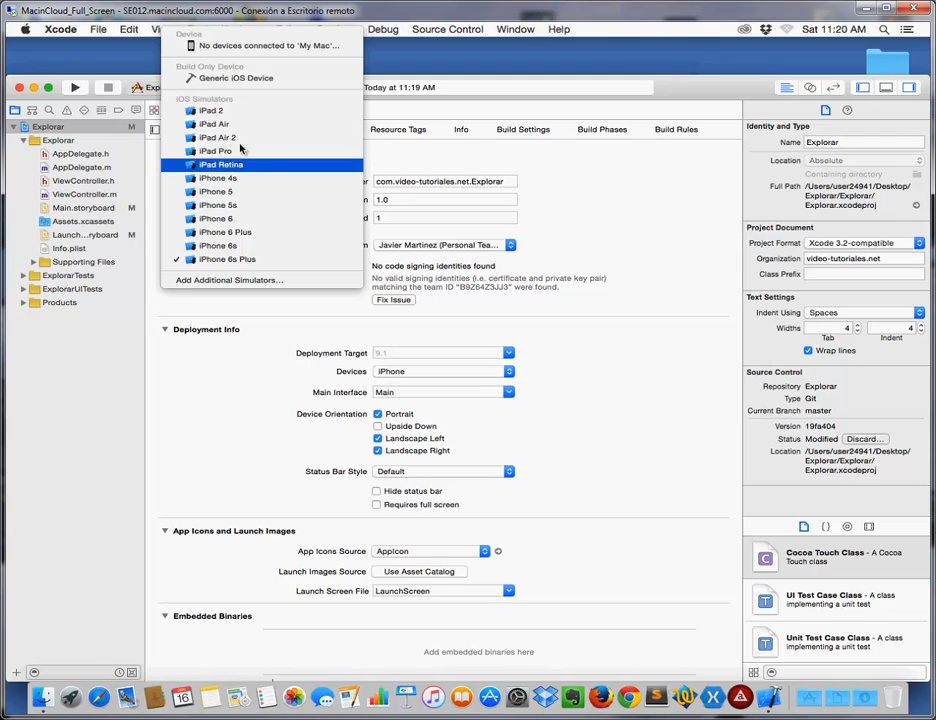 MacinCloud_Full_Screen - SE012.macincloud.com:6000 - Conexión a Escritorio remoto
Xcode File Edit Debug Source Control Window Help Sat 11:20 AM
Device
No devices connected to 'My Mac'...
Build Only Device
Generic iOS Device
iOS Simulators
iPad 2
iPad Air
iPad Air 2
iPad Pro
iPad Retina
iPhone 4s
iPhone 5
iPhone 5s
iPhone 6
iPhone 6 Plus
iPhone 6s
iPhone 6s Plus
Add Additional Simulators...
Today at 11:19 AM
Explorar M
Explorar
AppDelegate.h
AppDelegate.m
ViewController.h
ViewController.m
Main.storyboard M
Assets.xcassets
Launch...ryboard M
Info.plist
Supporting Files
ExplorarTests
ExplorarUITests
Products
Resource Tags Info Build Settings Build Phases Build Rules
com.video-tutoriales.net.Explorar
1.0
1
Javier Martinez (Personal Tea...
No code signing identities found
No valid signing identities (i.e. certificate and private key pair)
matching the team ID "B9Z64Z3JJ3" were found.
Fix Issue
Deployment Info
Deployment Target 9.1
Devices iPhone
Main Interface Main
Device Orientation Portrait
Upside Down
Landscape Left
Landscape Right
Status Bar Style Default
Hide status bar
Requires full screen
App Icons and Launch Images
App Icons Source AppIcon
Launch Images Source Use Asset Catalog
Launch Screen File LaunchScreen
Embedded Binaries
Add embedded binaries here
Identity and Type
Name Explorar
Location Absolute
Containing directory
Full Path /Users/user24941/Desktop/
Explorar/
Explorar.xcodeproj
Project Document
Project Format Xcode 3.2-compatible
Organization video-tutoriales.net
Class Prefix
Text Settings
Indent Using Spaces
Widths 4 4
Tab Indent
Wrap lines
Source Control
Repository Explorar
Type Git
Current Branch master
Version 19fa404
Status Modified Discard...
Location /Users/user24941/Desktop/
Explorar/Explorar/
Explorar.xcodeproj
Cocoa Touch Class - A Cocoa
Touch class
UI Test Case Class - A class
implementing a unit test
Unit Test Case Class - A class
implementing a unit test
16